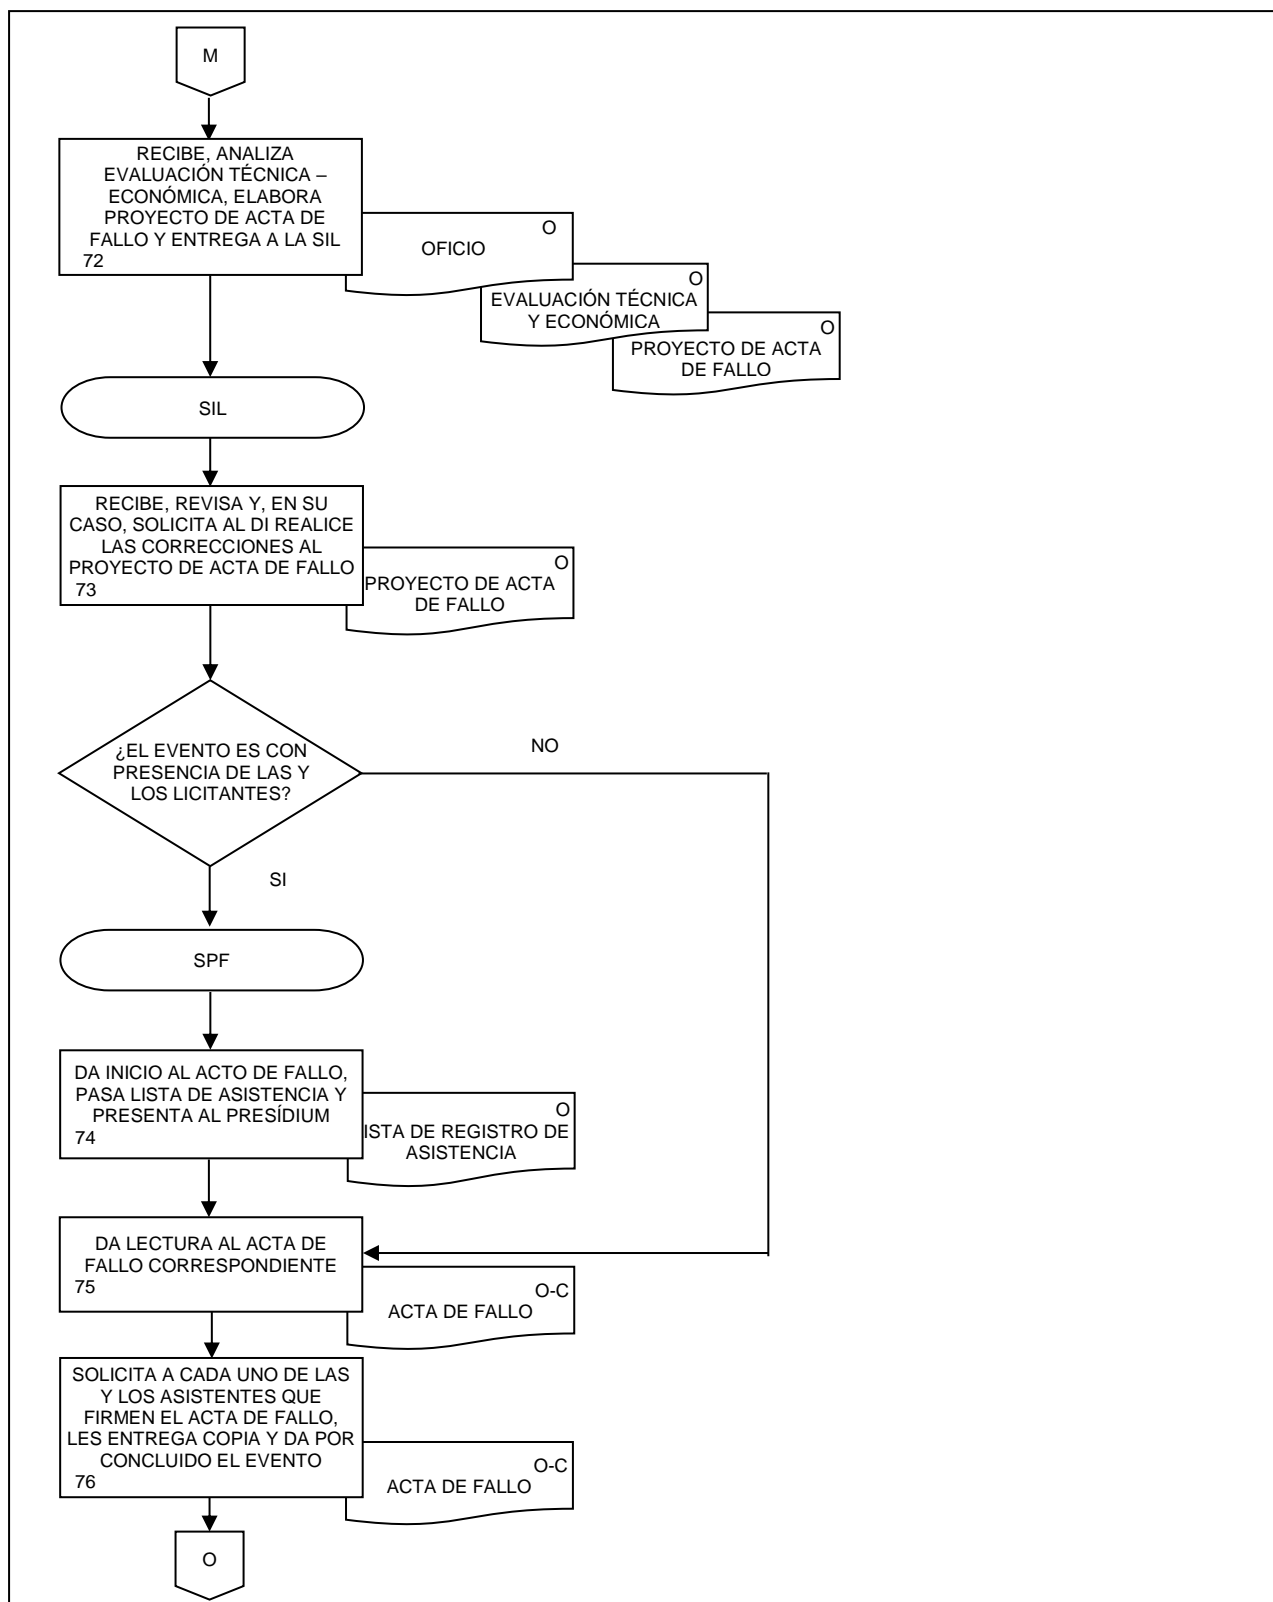 M
RECIBE, ANALIZA
EVALUACIÓN TÉCNICA –
ECONÓMICA, ELABORA
PROYECTO DE ACTA DE
FALLO Y ENTREGA A LA SIL
72
O
OFICIO
O
EVALUACIÓN TÉCNICA
Y ECONÓMICA
O
PROYECTO DE ACTA
DE FALLO
SIL
RECIBE, REVISA Y, EN SU
CASO, SOLICITA AL DI REALICE
LAS CORRECCIONES AL
PROYECTO DE ACTA DE FALLO
73
O
PROYECTO DE ACTA
DE FALLO
¿EL EVENTO ES CON
PRESENCIA DE LAS Y
LOS LICITANTES?
NO
SI
SPF
DA INICIO AL ACTO DE FALLO,
PASA LISTA DE ASISTENCIA Y
PRESENTA AL PRESÍDIUM
74
O
ISTA DE REGISTRO DE
ASISTENCIA
DA LECTURA AL ACTA DE
FALLO CORRESPONDIENTE
75
O-C
ACTA DE FALLO
SOLICITA A CADA UNO DE LAS
Y LOS ASISTENTES QUE
FIRMEN EL ACTA DE FALLO,
LES ENTREGA COPIA Y DA POR
CONCLUIDO EL EVENTO
76
O-C
ACTA DE FALLO
O